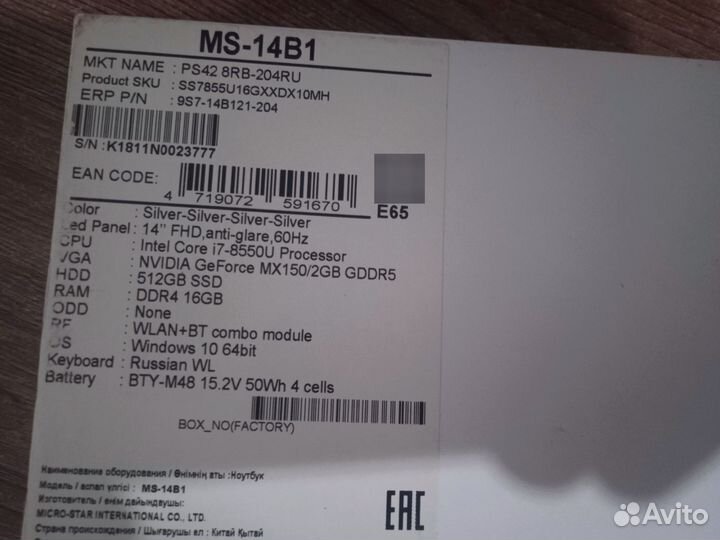 MS-14B1
MKT NAME : PS42 8RB-204RU
Product SKU : SS7855U16GXXDX10MH
ERP P/N : 9S7-14B121-204
S/N :K1811N0023777
EAN CODE:
4 719072 591670
E65
Color : Silver-Silver-Silver-Silver
Led Panel : 14" FHD,anti-glare,60Hz
CPU : Intel Core i7-8550U Processor
VGA : NVIDIA GeForce MX150/2GB GDDR5
HDD : 512GB SSD
RAM : DDR4 16GB
ODD : None
RF : WLAN+BT combo module
OS : Windows 10 64bit
Keyboard : Russian WL
Battery : BTY-M48 15.2V 50Wh 4 cells
BOX_NO(FACTORY)
Наименование оборудования / Өнімнің аты :Ноутбук
Модель / аспап үлгісі : MS-14B1
Изготовитель / өнім дайындаушы:
MICRO-STAR INTERNATIONAL CO., LTD.
Страна происхождения / Шығарушы ел : Китай Қытай
EAC
Avito